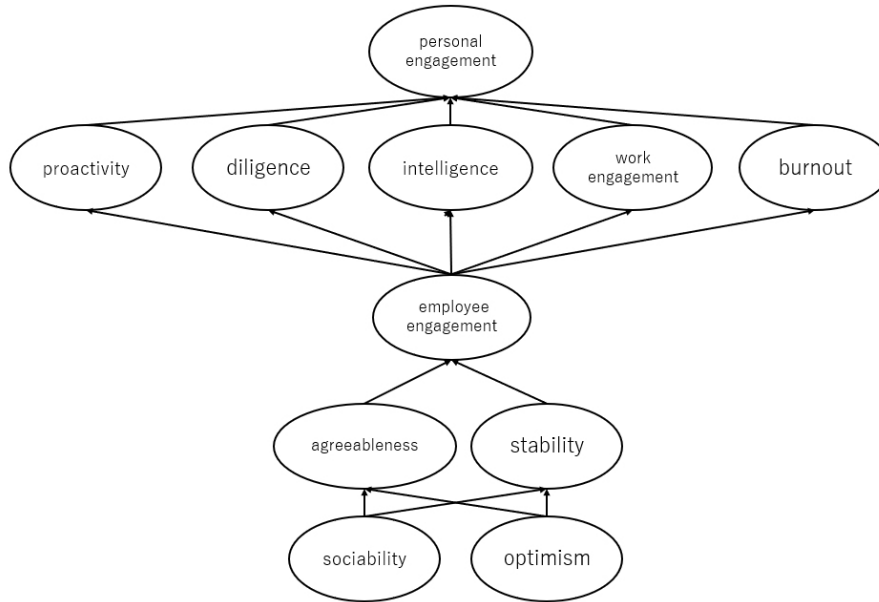 personal
engagement
proactivity
diligence
intelligence
work
engagement
burnout
employee
engagement
agreeableness
stability
sociability
optimism